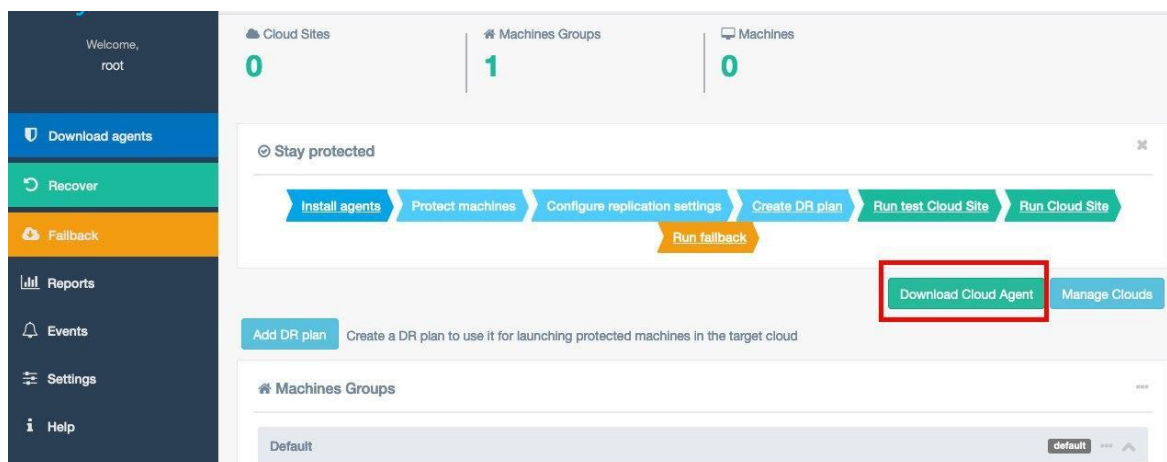 Welcome,
root
Download agents
Recover
Failback
Reports
Events
Settings
Help
Cloud Sites
0
Machines Groups
1
Machines
0
Stay protected
Install agents
Protect machines
Configure replication settings
Create DR plan
Run test Cloud Site
Run Cloud Site
Run failback
Download Cloud Agent
Manage Clouds
Add DR plan
Create a DR plan to use it for launching protected machines in the target cloud
Machines Groups
Default
default